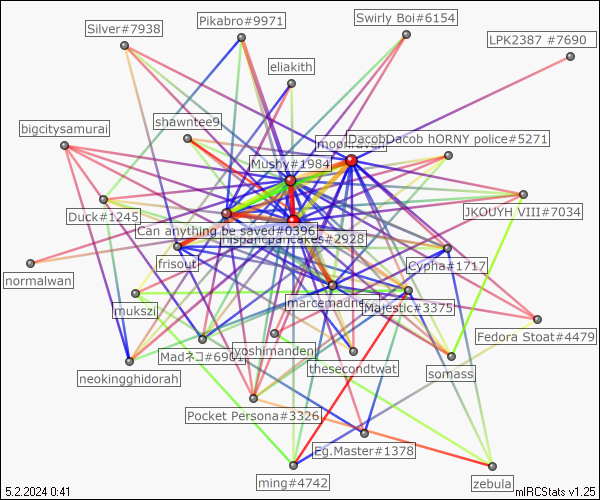 Silver#7938
Pikabro#9971
Swirly Boi#6154
LPK2387 #7690
eliakith
shawntee9
bigcitysamurai
DacobDacob hORNY police#5271
Mushy#1984
Duck#1245
JKOUYH VIII#7034
Can anything be saved#0396
hispanicpancakes#2928
frisout
Cypha#1717
normalwan
mukszi
Majestic#3375
Fedora Stoat#4479
Madネコ#6901
yoshimanden
thesecondtwat
neokingghidorah
somass
Pocket Persona#3326
Eg.Master#1378
ming#4742
zebula
5.2.2024 0:41
mIRCStats v1.25